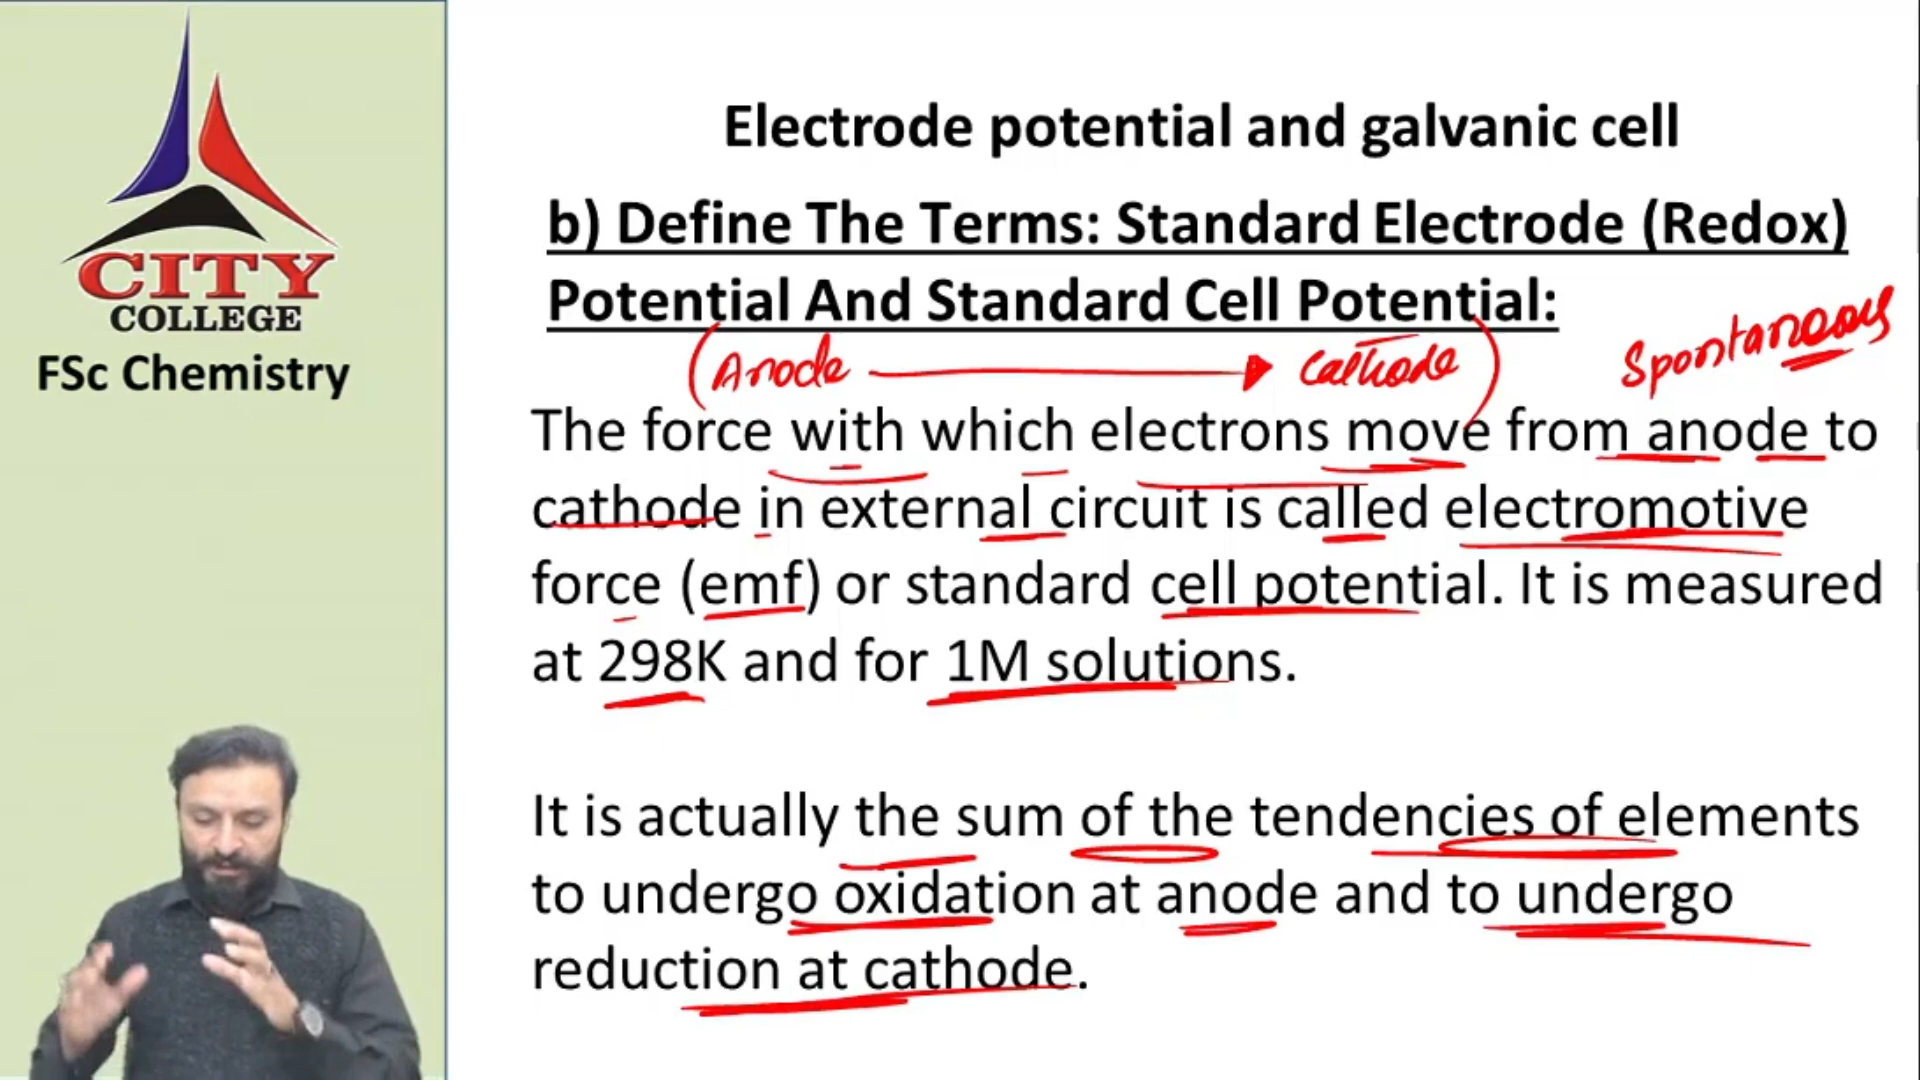 CITY
COLLEGE
FSc Chemistry
Electrode potential and galvanic cell
b) Define The Terms: Standard Electrode (Redox)
Potential And Standard Cell Potential:
(Anode → Cathode) Spontaneous
The force with which electrons move from anode to
cathode in external circuit is called electromotive
force (emf) or standard cell potential. It is measured
at 298K and for 1M solutions.
It is actually the sum of the tendencies of elements
to undergo oxidation at anode and to undergo
reduction at cathode.